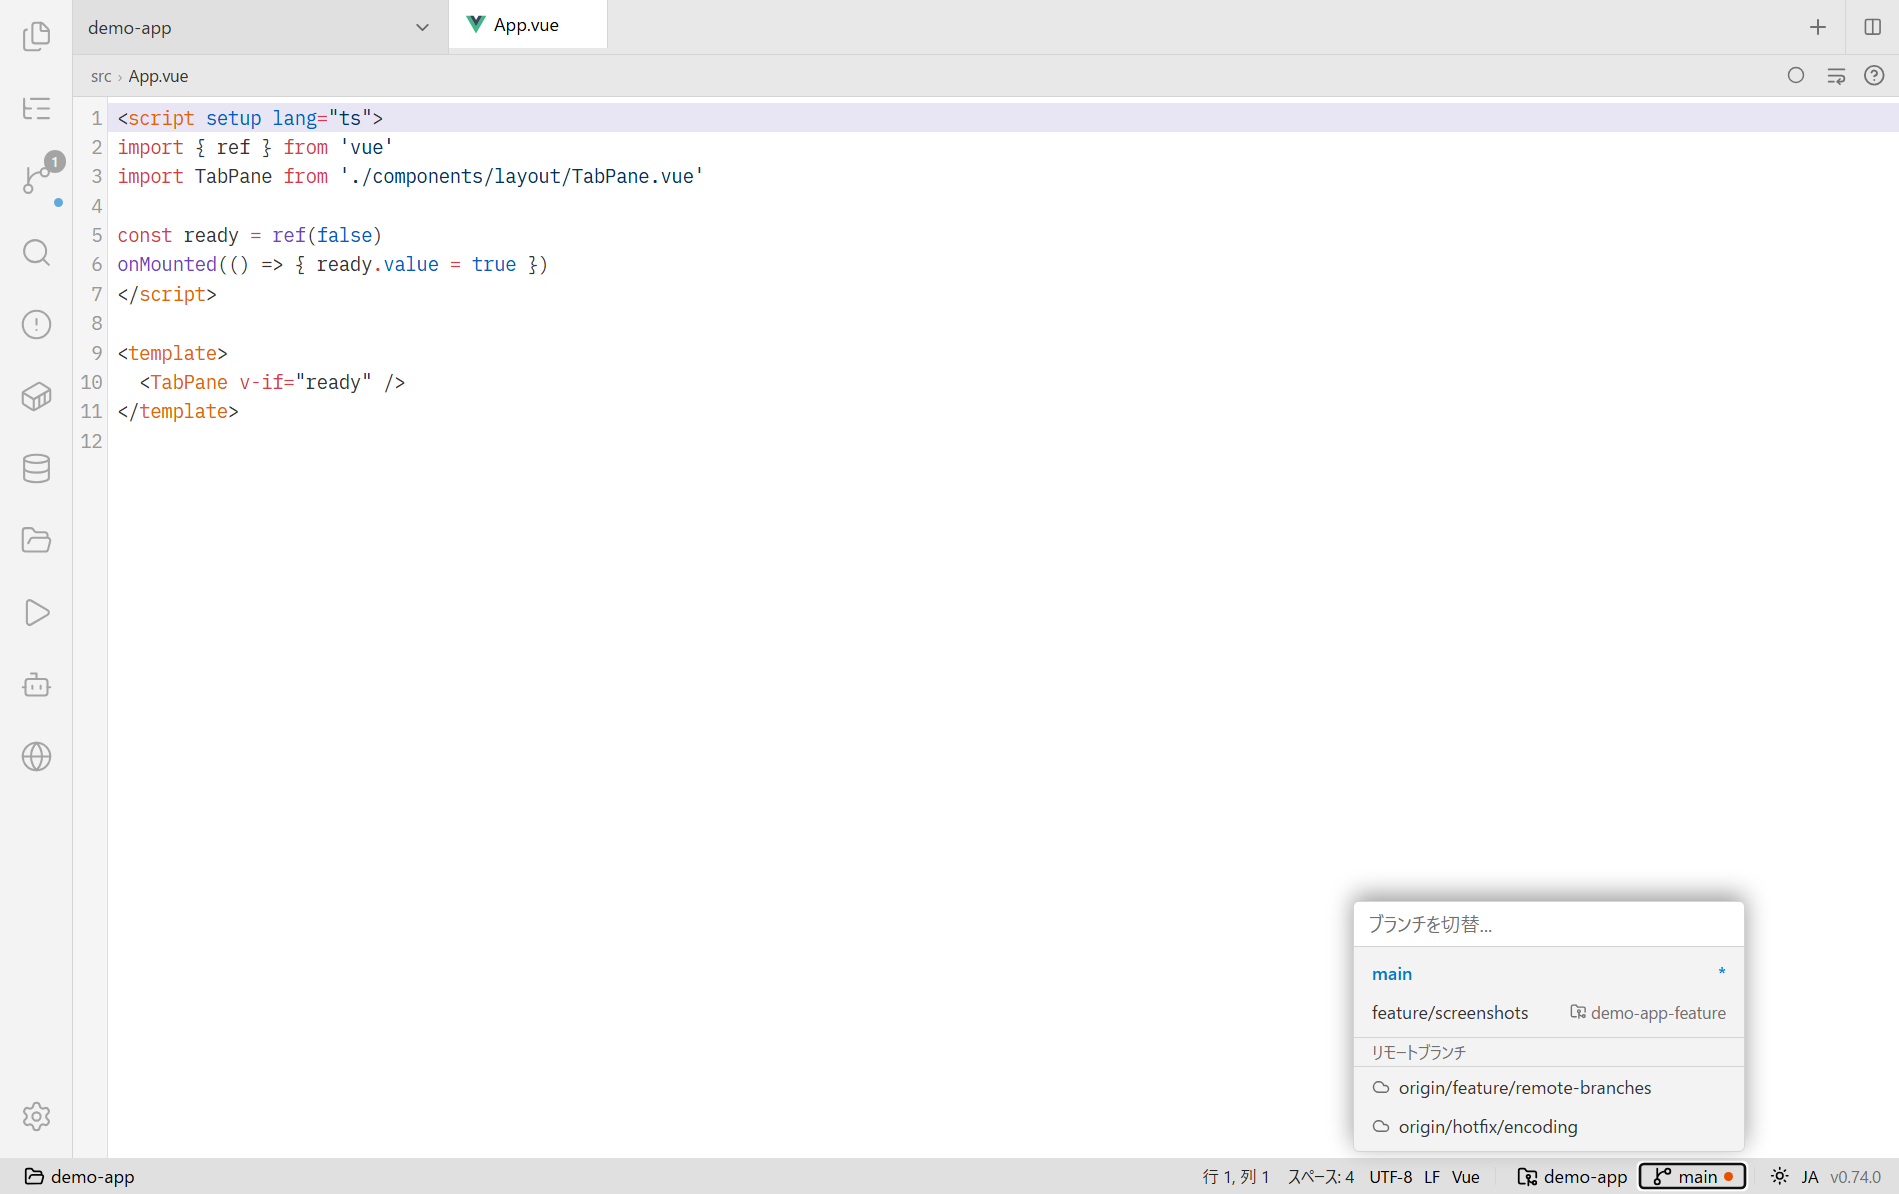 demo-app
App.vue
src › App.vue
1
1 <script setup lang="ts">
2 import { ref } from 'vue'
3 import TabPane from './components/layout/TabPane.vue'
4
5 const ready = ref(false)
6 onMounted(() => { ready.value = true })
7 </script>
8
9 <template>
10   <TabPane v-if="ready" />
11 </template>
12
ブランチを切替...
main *
feature/screenshots demo-app-feature
リモートブランチ
origin/feature/remote-branches
origin/hotfix/encoding
demo-app 行 1, 列 1 スペース: 4 UTF-8 LF Vue demo-app main JA v0.74.0